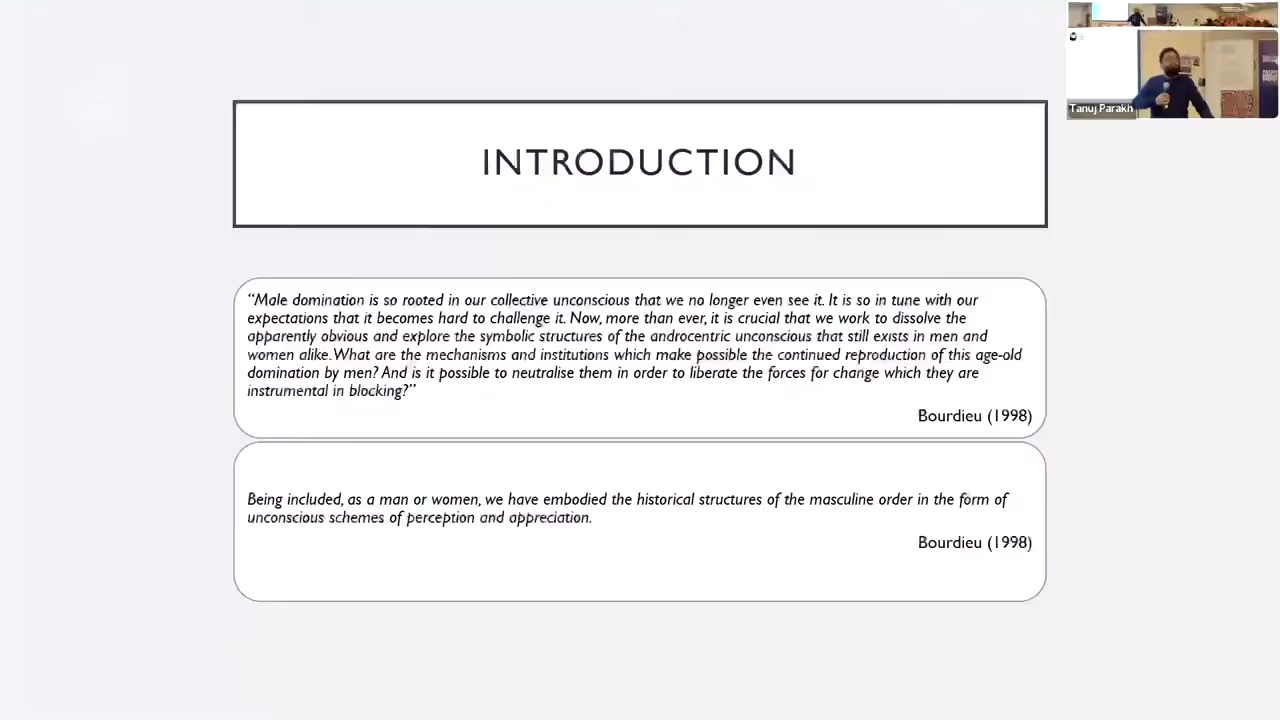 Tanuj Parakh
INTRODUCTION
“Male domination is so rooted in our collective unconscious that we no longer even see it. It is so in tune with our
expectations that it becomes hard to challenge it. Now, more than ever, it is crucial that we work to dissolve the
apparently obvious and explore the symbolic structures of the androcentric unconscious that still exists in men and
women alike. What are the mechanisms and institutions which make possible the continued reproduction of this age-old
domination by men? And is it possible to neutralise them in order to liberate the forces for change which they are
instrumental in blocking?”
Bourdieu (1998)
Being included, as a man or women, we have embodied the historical structures of the masculine order in the form of
unconscious schemes of perception and appreciation.
Bourdieu (1998)